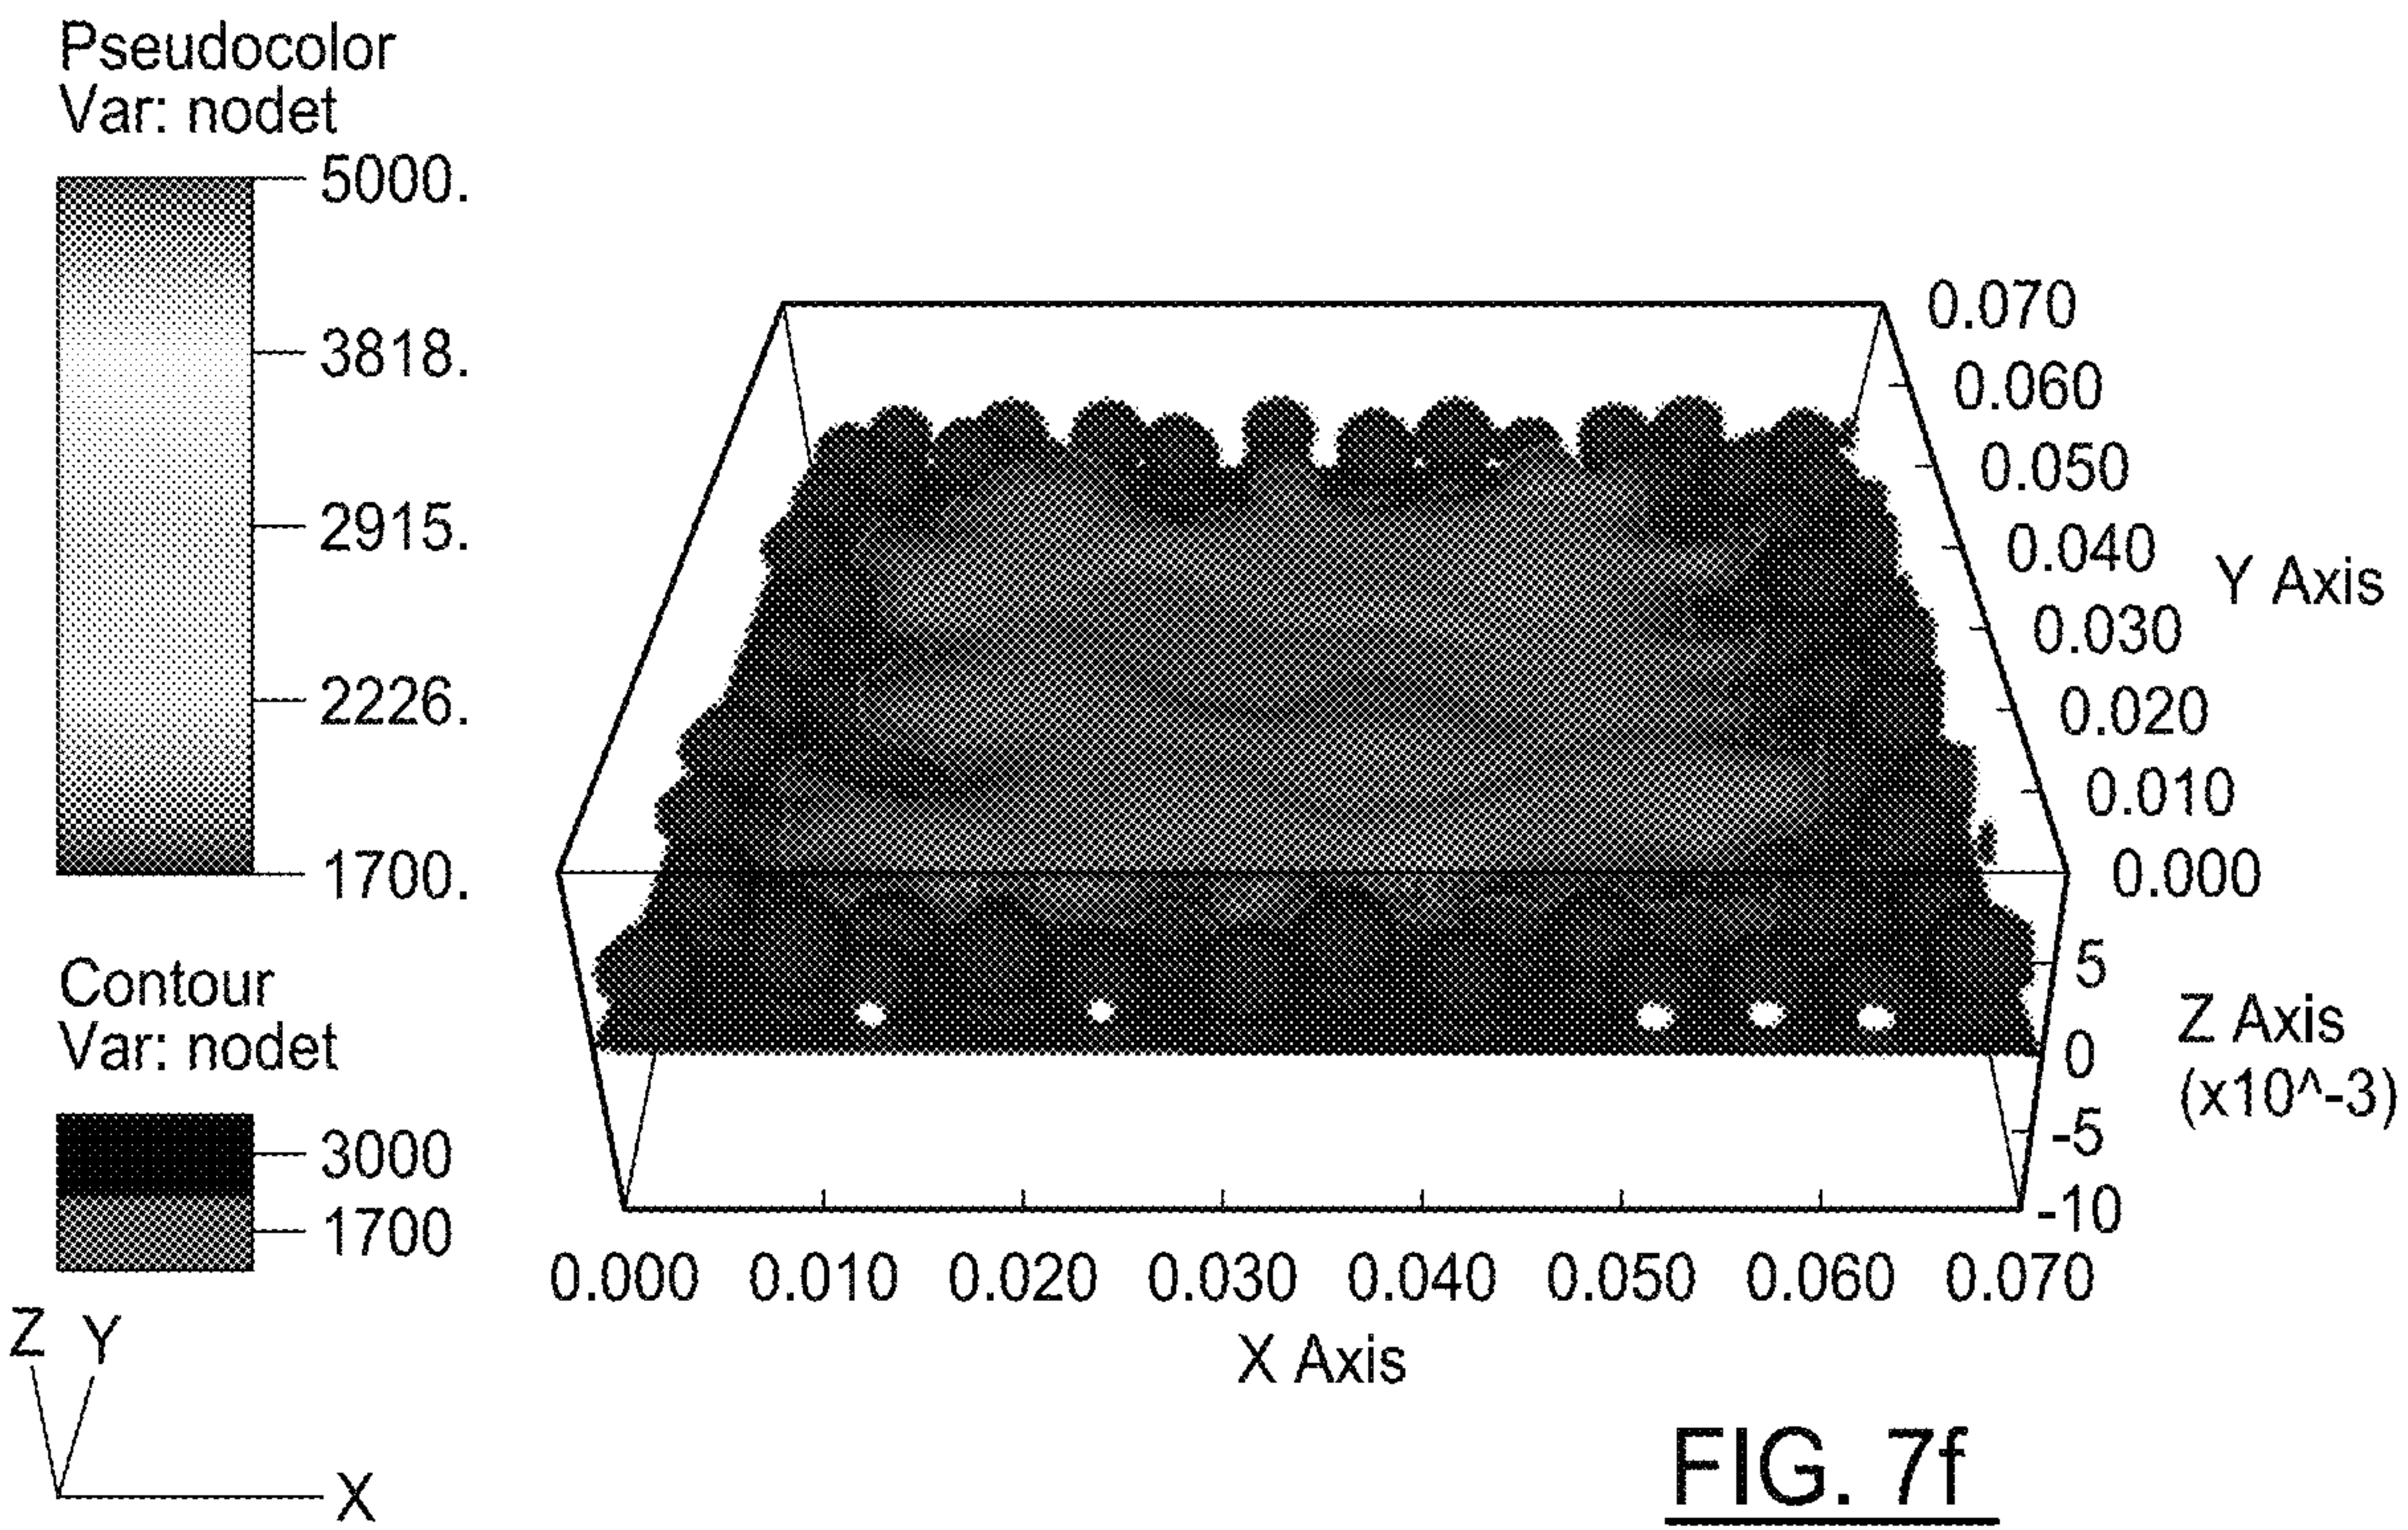 Pseudocolor
Var: nodet
5000.
3818.
2915.
2226.
1700.
Contour
Var: nodet
3000
1700
Z Y
X
0.070
0.060
0.050
0.040
0.030
0.020
0.010
0.000
Y Axis
5
0
-5
-10
Z Axis
(x10^-3)
0.000 0.010 0.020 0.030 0.040 0.050 0.060 0.070
X Axis
FIG. 7f